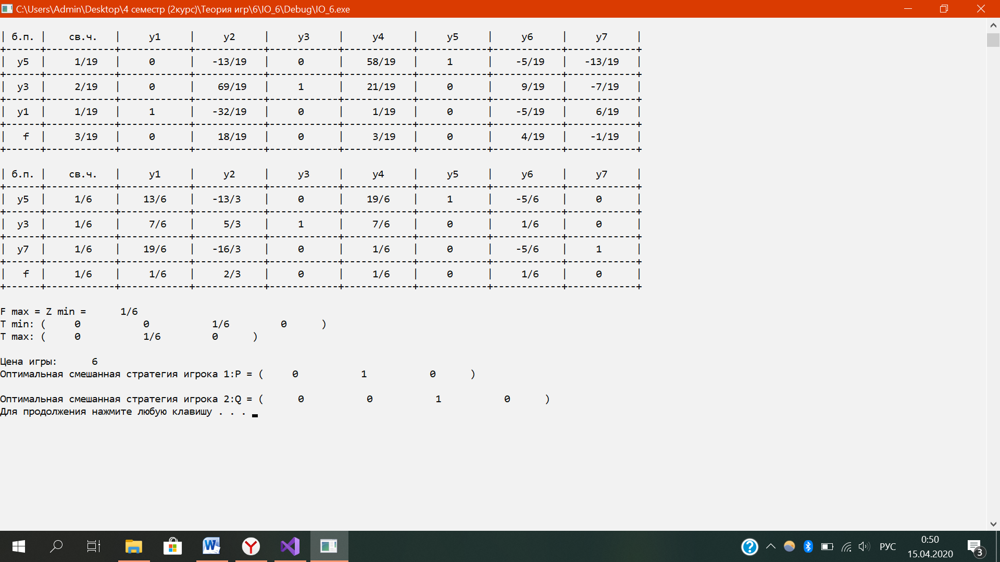 C:\Users\Admin\Desktop\4 семестр (2курс)\Теория игр\6\IO_6\Debug\IO_6.exe
| б.п. | св.ч. | y1 | y2 | y3 | y4 | y5 | y6 | y7 |
+------+------------+------------+------------+------------+------------+------------+------------+------------+
| y5 | 1/19 | 0 | -13/19 | 0 | 58/19 | 1 | -5/19 | -13/19 |
+------+------------+------------+------------+------------+------------+------------+------------+------------+
| y3 | 2/19 | 0 | 69/19 | 1 | 21/19 | 0 | 9/19 | -7/19 |
+------+------------+------------+------------+------------+------------+------------+------------+------------+
| y1 | 1/19 | 1 | -32/19 | 0 | 1/19 | 0 | -5/19 | 6/19 |
+------+------------+------------+------------+------------+------------+------------+------------+------------+
| f | 3/19 | 0 | 18/19 | 0 | 3/19 | 0 | 4/19 | -1/19 |
+------+------------+------------+------------+------------+------------+------------+------------+------------+
| б.п. | св.ч. | y1 | y2 | y3 | y4 | y5 | y6 | y7 |
+------+------------+------------+------------+------------+------------+------------+------------+------------+
| y5 | 1/6 | 13/6 | -13/3 | 0 | 19/6 | 1 | -5/6 | 0 |
+------+------------+------------+------------+------------+------------+------------+------------+------------+
| y3 | 1/6 | 7/6 | 5/3 | 1 | 7/6 | 0 | 1/6 | 0 |
+------+------------+------------+------------+------------+------------+------------+------------+------------+
| y7 | 1/6 | 19/6 | -16/3 | 0 | 1/6 | 0 | -5/6 | 1 |
+------+------------+------------+------------+------------+------------+------------+------------+------------+
| f | 1/6 | 1/6 | 2/3 | 0 | 1/6 | 0 | 1/6 | 0 |
+------+------------+------------+------------+------------+------------+------------+------------+------------+
F max = Z min = 1/6
T min: ( 0 0 1/6 0 )
T max: ( 0 1/6 0 )
Цена игры: 6
Оптимальная смешанная стратегия игрока 1:P = ( 0 1 0 )
Оптимальная смешанная стратегия игрока 2:Q = ( 0 0 1 0 )
Для продолжения нажмите любую клавишу . . .
РУС
0:50
15.04.2020
3